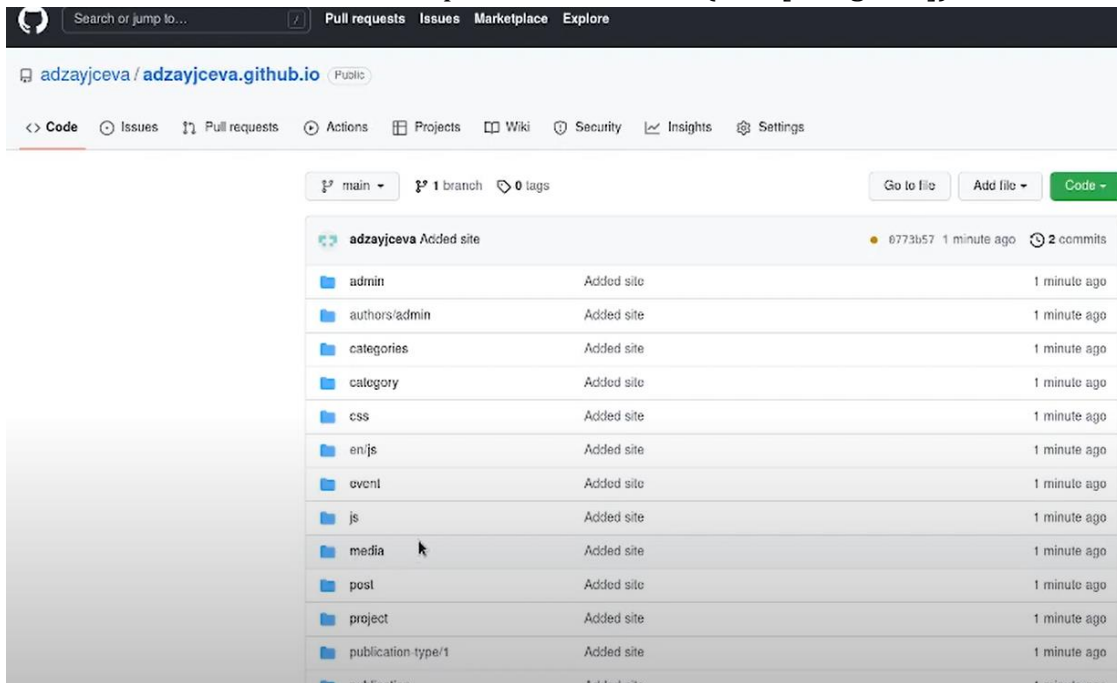 Search or jump to... /
Pull requests Issues Marketplace Explore
adzayjceva / adzayjceva.github.io Public
<> Code Issues Pull requests Actions Projects Wiki Security Insights Settings
main 1 branch 0 tags Go to file Add file Code
adzayjceva Added site 8773b57 1 minute ago 2 commits
admin Added site 1 minute ago
authors/admin Added site 1 minute ago
categories Added site 1 minute ago
category Added site 1 minute ago
css Added site 1 minute ago
en/js Added site 1 minute ago
event Added site 1 minute ago
js Added site 1 minute ago
media Added site 1 minute ago
post Added site 1 minute ago
project Added site 1 minute ago
publication-type/1 Added site 1 minute ago